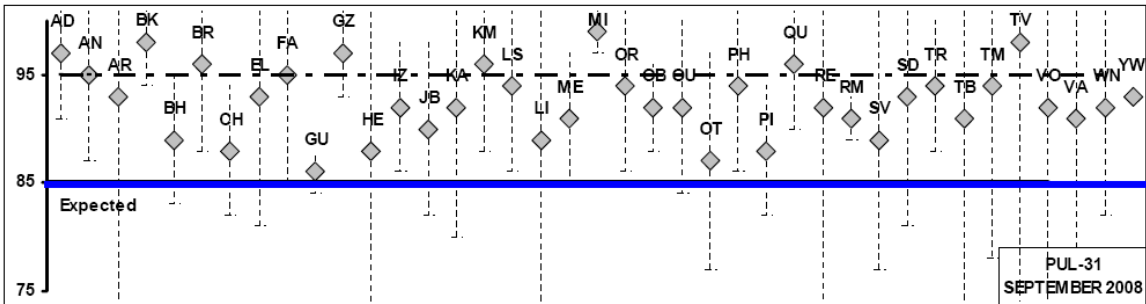 AD
AN
AR
BK
BH
BR
CH
EL
FA
GU
GZ
HE
IZ
JB
KA
KM
LS
LI
ME
MI
OR
OB
OU
OT
PH
PI
QU
RE
RM
SV
SD
TR
TB
TM
TV
VO
VA
WN
YW
95
85
Expected
75
PUL-31
SEPTEMBER 2008